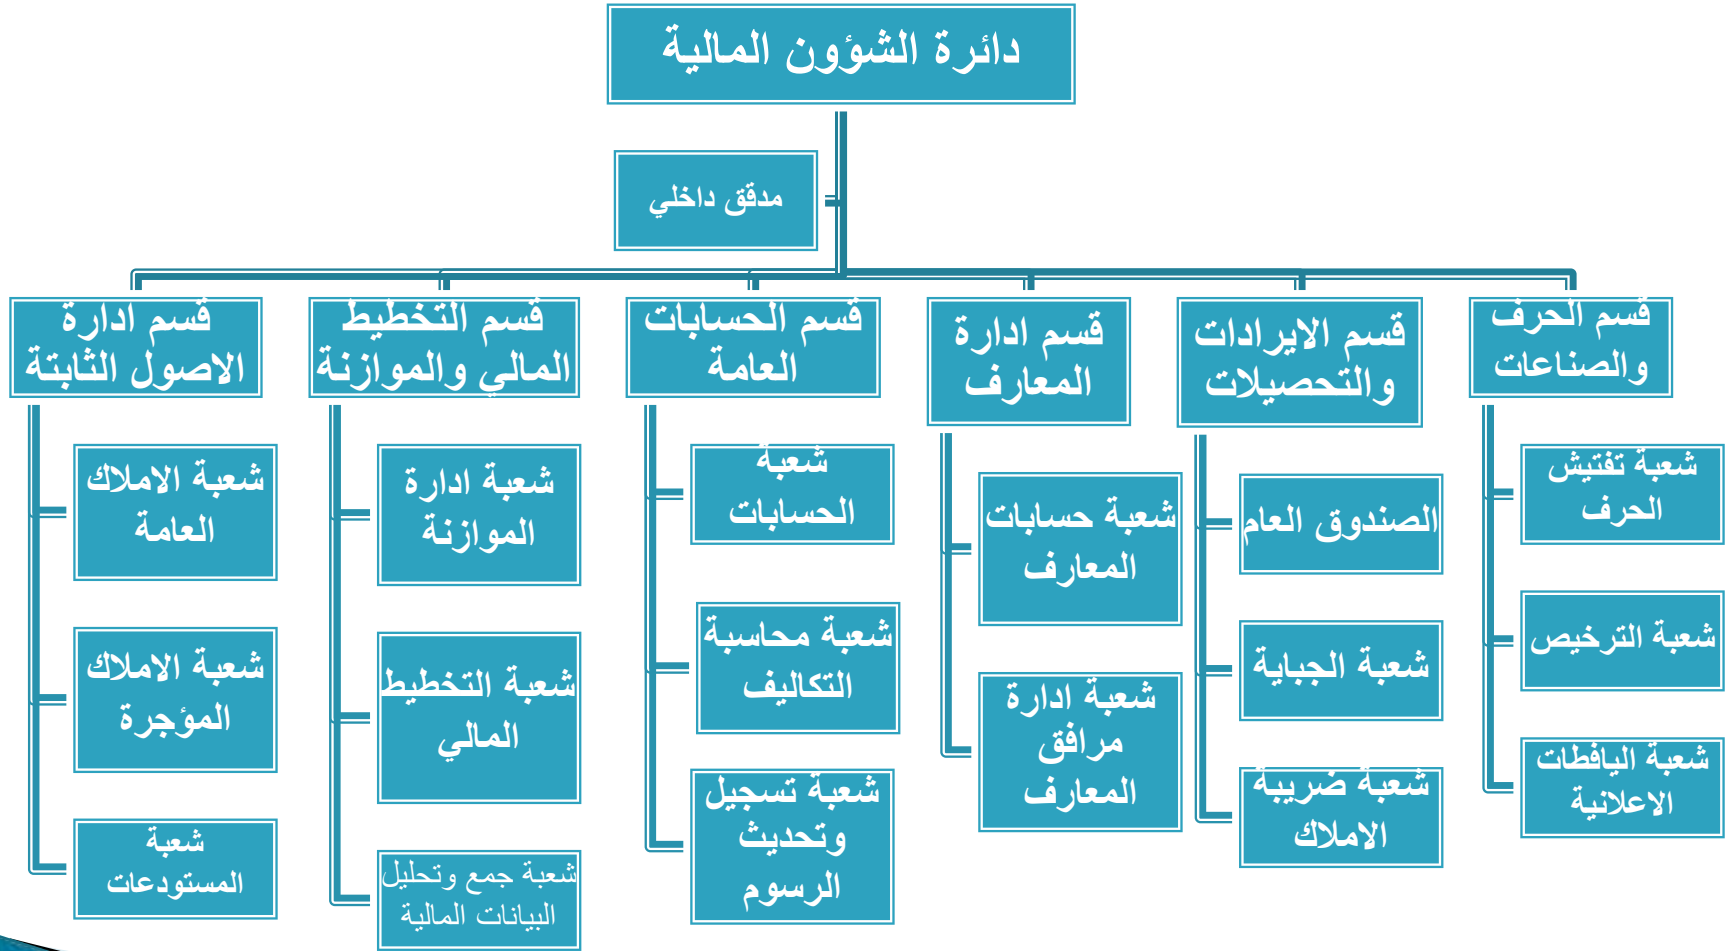 دائرة الشؤون المالية
مدقق داخلي
قسم الحرف
والصناعات
شعبة تفتيش
الحرف
شعبة الترخيص
شعبة اليافطات
الاعلانية
قسم الايرادات
والتحصيلات
الصندوق العام
شعبة الجباية
شعبة ضريبة
الاملاك
قسم ادارة
المعارف
شعبة حسابات
المعارف
شعبة ادارة
مرافق
المعارف
قسم الحسابات
العامة
شعبة
الحسابات
شعبة محاسبة
التكاليف
شعبة تسجيل
وتحديث
الرسوم
قسم التخطيط
المالي والموازنة
شعبة ادارة
الموازنة
شعبة التخطيط
المالي
شعبة جمع وتحليل
البيانات المالية
قسم ادارة
الاصول الثابتة
شعبة الاملاك
العامة
شعبة الاملاك
المؤجرة
شعبة
المستودعات